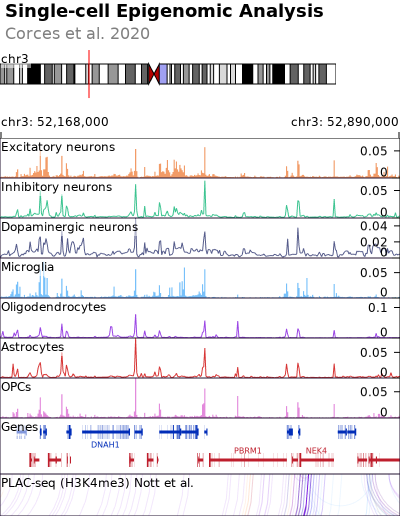 Single-cell Epigenomic Analysis
Corces et al. 2020
chr3
chr3: 52,168,000 chr3: 52,890,000
Excitatory neurons 0.05
0
Inhibitory neurons 0.05
0
Dopaminergic neurons 0.04
0.02
0
Microglia 0.05
0
Oligodendrocytes 0.1
0
Astrocytes 0.05
0
OPCs 0.05
0
Genes
DNAH1
PBRM1 NEK4
PLAC-seq (H3K4me3) Nott et al.